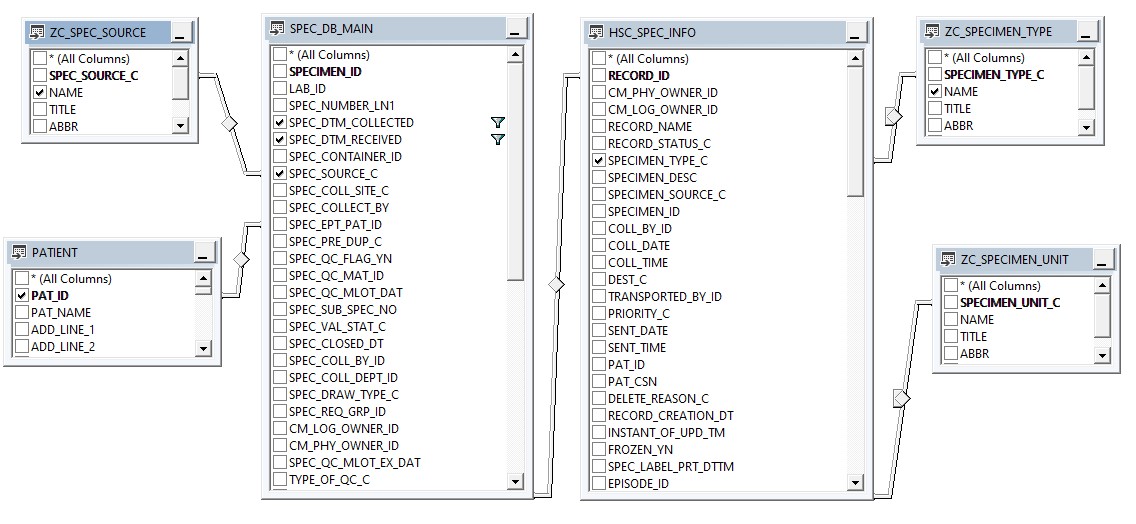 ZC_SPEC_SOURCE
* (All Columns)
SPEC_SOURCE_C
NAME
TITLE
ABBR
PATIENT
* (All Columns)
PAT_ID
PAT_NAME
ADD_LINE_1
ADD_LINE_2
SPEC_DB_MAIN
* (All Columns)
SPECIMEN_ID
LAB_ID
SPEC_NUMBER_LN1
SPEC_DTM_COLLECTED
SPEC_DTM_RECEIVED
SPEC_CONTAINER_ID
SPEC_SOURCE_C
SPEC_COLL_SITE_C
SPEC_COLLECT_BY
SPEC_EPT_PAT_ID
SPEC_PRE_DUP_C
SPEC_QC_FLAG_YN
SPEC_QC_MAT_ID
SPEC_QC_MLOT_DAT
SPEC_SUB_SPEC_NO
SPEC_VAL_STAT_C
SPEC_CLOSED_DT
SPEC_COLL_BY_ID
SPEC_COLL_DEPT_ID
SPEC_DRAW_TYPE_C
SPEC_REQ_GRP_ID
CM_LOG_OWNER_ID
CM_PHY_OWNER_ID
SPEC_QC_MLOT_EX_DAT
TYPE_OF_QC_C
HSC_SPEC_INFO
* (All Columns)
RECORD_ID
CM_PHY_OWNER_ID
CM_LOG_OWNER_ID
RECORD_NAME
RECORD_STATUS_C
SPECIMEN_TYPE_C
SPECIMEN_DESC
SPECIMEN_SOURCE_C
SPECIMEN_ID
COLL_BY_ID
COLL_DATE
COLL_TIME
DEST_C
TRANSPORTED_BY_ID
PRIORITY_C
SENT_DATE
SENT_TIME
PAT_ID
PAT_CSN
DELETE_REASON_C
RECORD_CREATION_DT
INSTANT_OF_UPD_TM
FROZEN_YN
SPEC_LABEL_PRT_DTTM
EPISODE_ID
ZC_SPECIMEN_TYPE
* (All Columns)
SPECIMEN_TYPE_C
NAME
TITLE
ABBR
ZC_SPECIMEN_UNIT
* (All Columns)
SPECIMEN_UNIT_C
NAME
TITLE
ABBR